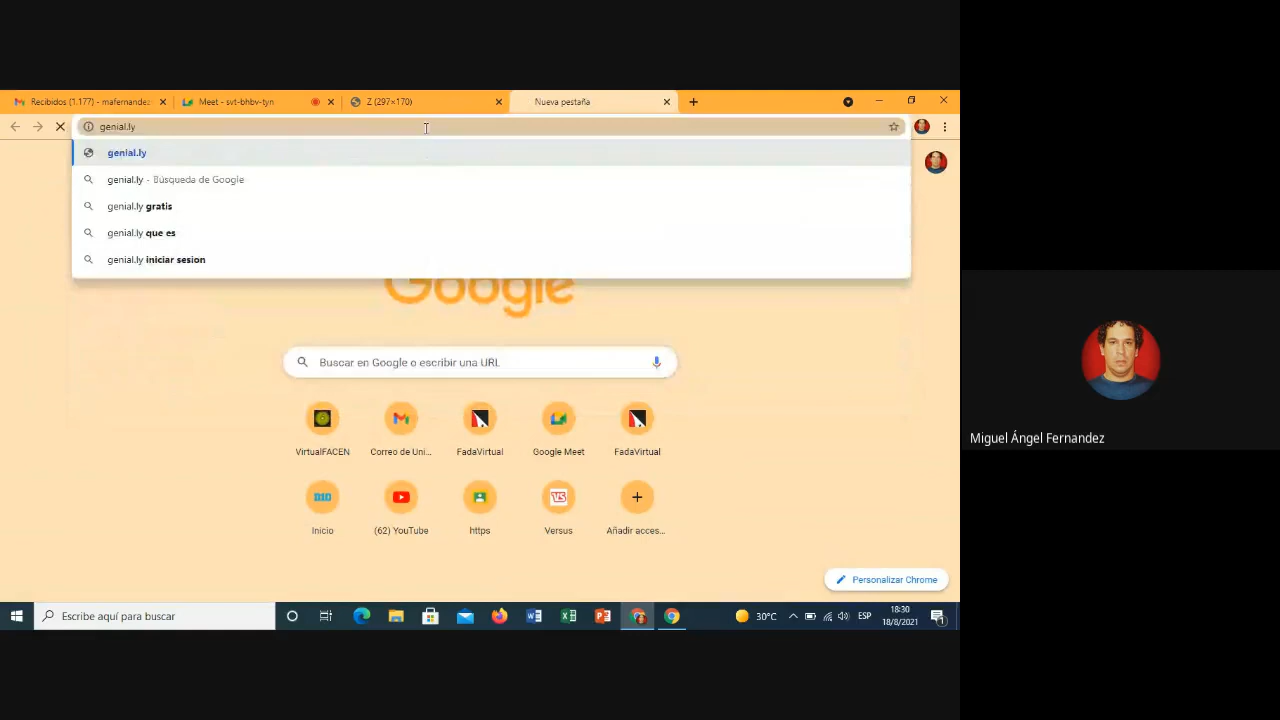 Recibidos (1.177) - mafernandez
Meet - svt-bhbv-tyn
Z (297×170)
Nueva pestaña
genial.ly
genial.ly
genial.ly - Búsqueda de Google
genial.ly gratis
genial.ly que es
genial.ly iniciar sesion
Google
Buscar en Google o escribir una URL
VirtualFACEN
Correo de Uni...
FadaVirtual
Google Meet
FadaVirtual
D10
VS
Inicio
(62) YouTube
https
Versus
Añadir acces...
Personalizar Chrome
Escribe aquí para buscar
30°C
ESP
18:30
18/8/2021
1
Miguel Ángel Fernandez